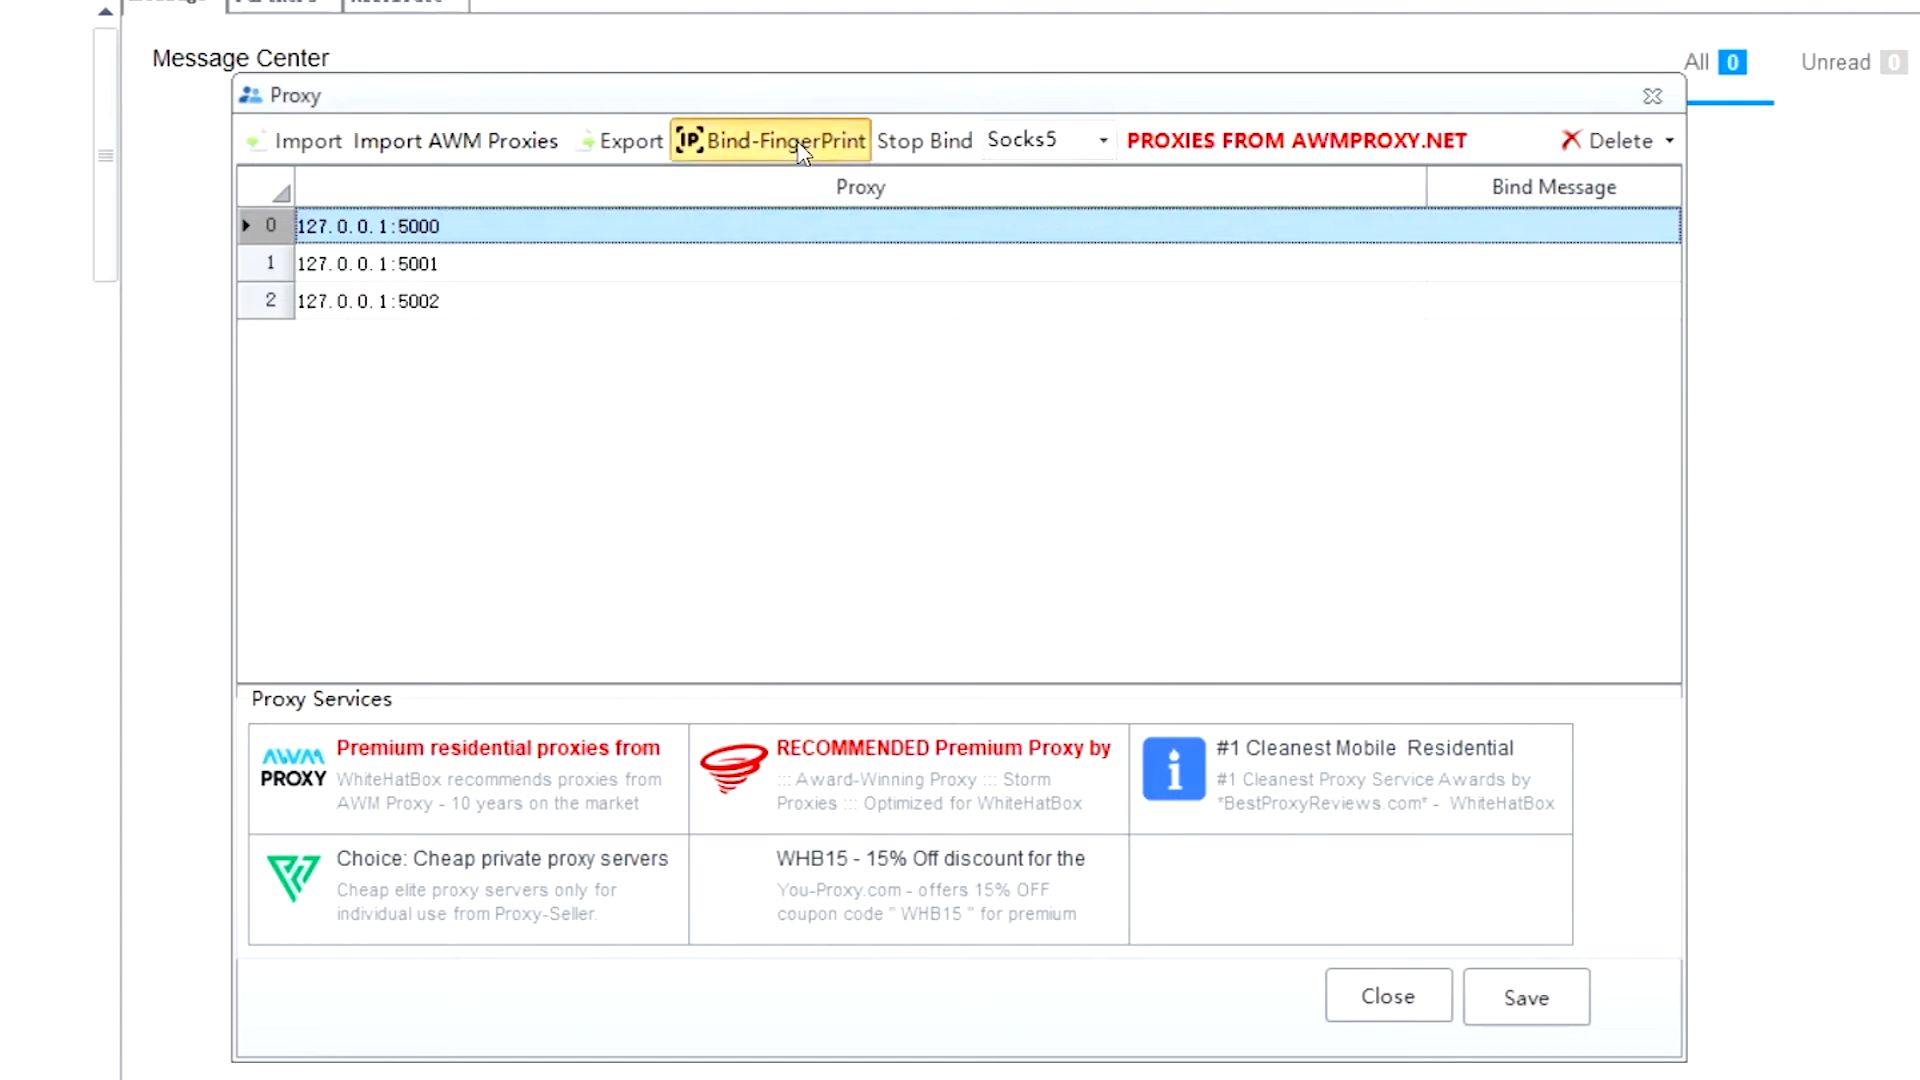 Message Center
All 0
Unread 0
Proxy
Import Import AWM Proxies Export IP Bind-FingerPrint Stop Bind Socks5 PROXIES FROM AWMPROXY.NET Delete
Proxy Bind Message
0 127.0.0.1:5000
1 127.0.0.1:5001
2 127.0.0.1:5002
Proxy Services
AWM PROXY
Premium residential proxies from
WhiteHatBox recommends proxies from
AWM Proxy - 10 years on the market
RECOMMENDED Premium Proxy by
::: Award-Winning Proxy ::: Storm
Proxies ::: Optimized for WhiteHatBox
#1 Cleanest Mobile Residential
#1 Cleanest Proxy Service Awards by
"BestProxyReviews.com" - WhiteHatBox
Choice: Cheap private proxy servers
Cheap elite proxy servers only for
individual use from Proxy-Seller.
WHB15 - 15% Off discount for the
You-Proxy.com - offers 15% OFF
coupon code " WHB15 " for premium
Close Save